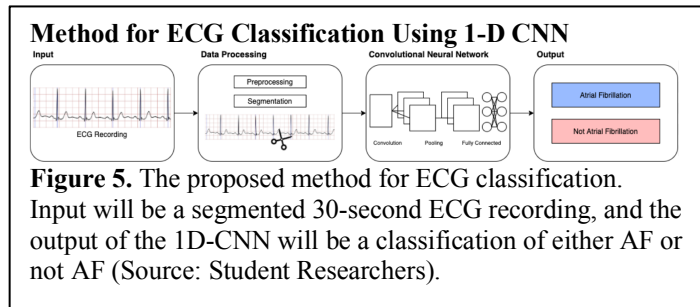 Method for ECG Classification Using 1-D CNN
Input
Data Processing
Convolutional Neural Network
Output
ECG Recording
Preprocessing
Segmentation
Convolution
Pooling
Fully Connected
Atrial Fibrillation
Not Atrial Fibrillation
Figure 5. The proposed method for ECG classification.
Input will be a segmented 30-second ECG recording, and the
output of the 1D-CNN will be a classification of either AF or
not AF (Source: Student Researchers).